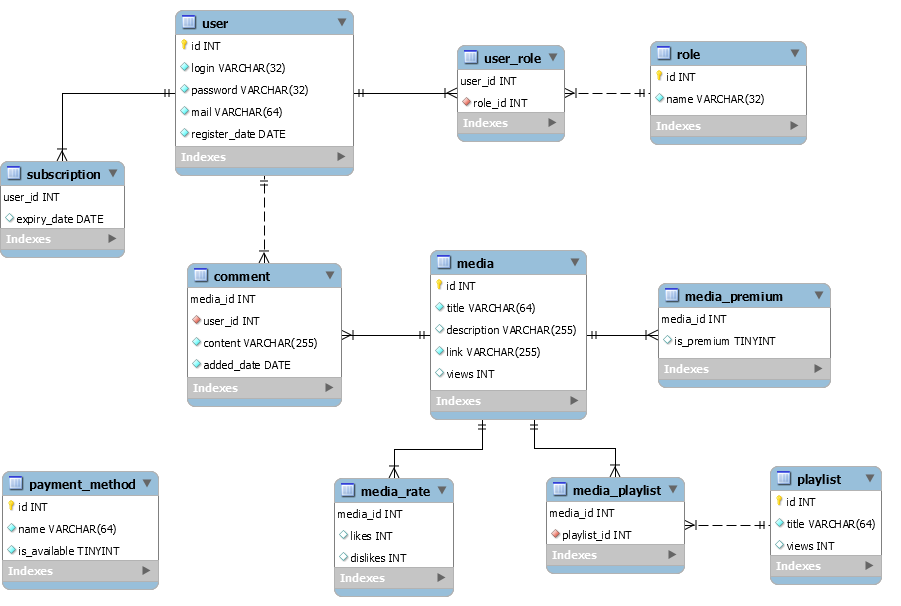 user
id INT
login VARCHAR(32)
password VARCHAR(32)
mail VARCHAR(64)
register_date DATE
Indexes
user_role
user_id INT
role_id INT
Indexes
role
id INT
name VARCHAR(32)
Indexes
subscription
user_id INT
expiry_date DATE
Indexes
comment
media_id INT
user_id INT
content VARCHAR(255)
added_date DATE
Indexes
media
id INT
title VARCHAR(64)
description VARCHAR(255)
link VARCHAR(255)
views INT
Indexes
media_premium
media_id INT
is_premium TINYINT
Indexes
payment_method
id INT
name VARCHAR(64)
is_available TINYINT
Indexes
media_rate
media_id INT
likes INT
dislikes INT
Indexes
media_playlist
media_id INT
playlist_id INT
Indexes
playlist
id INT
title VARCHAR(64)
views INT
Indexes